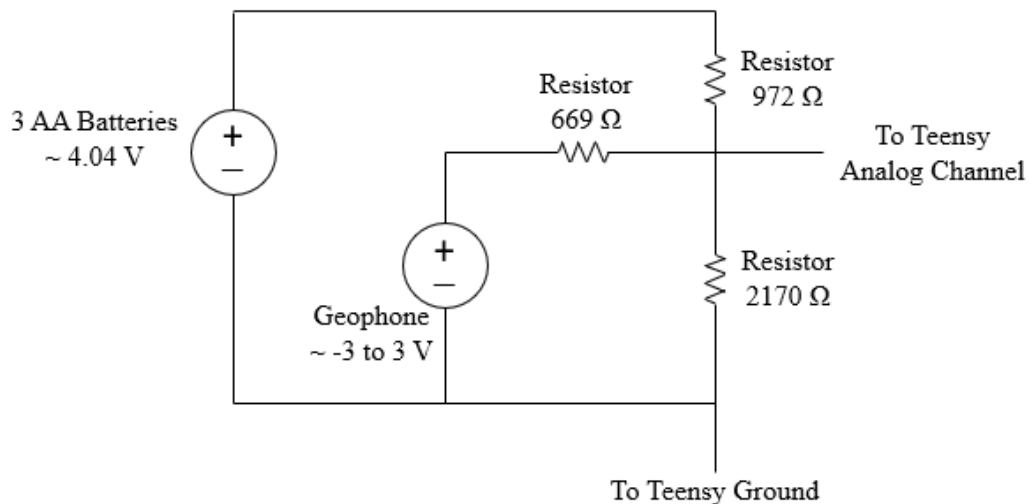 Resistor
972 Ω
Resistor
669 Ω
3 AA Batteries
~ 4.04 V
+
−
To Teensy
Analog Channel
+
−
Geophone
~ -3 to 3 V
Resistor
2170 Ω
To Teensy Ground